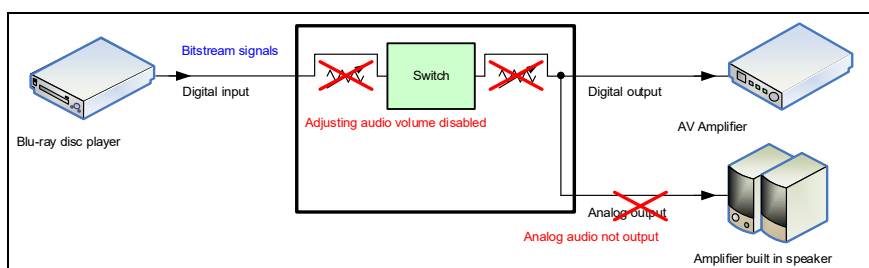 Bitstream signals
Digital input
Switch
Digital output
Adjusting audio volume disabled
Blu-ray disc player
AV Amplifier
Analog output
Analog audio not output
Amplifier built in speaker